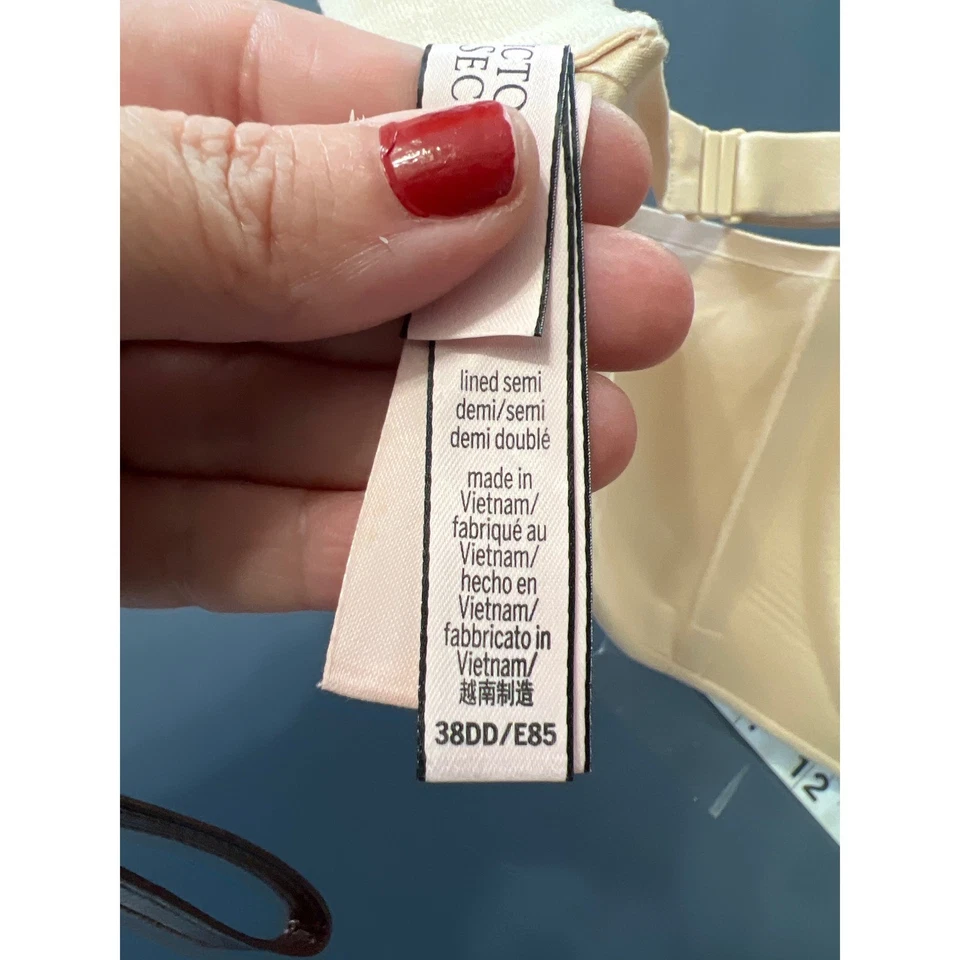 lined semi
demi/semi
demi doublé
made in
Vietnam/
fabriqué au
Vietnam/
hecho en
Vietnam/
fabbricato in
Vietnam/
越南制造
38DD/E85
12